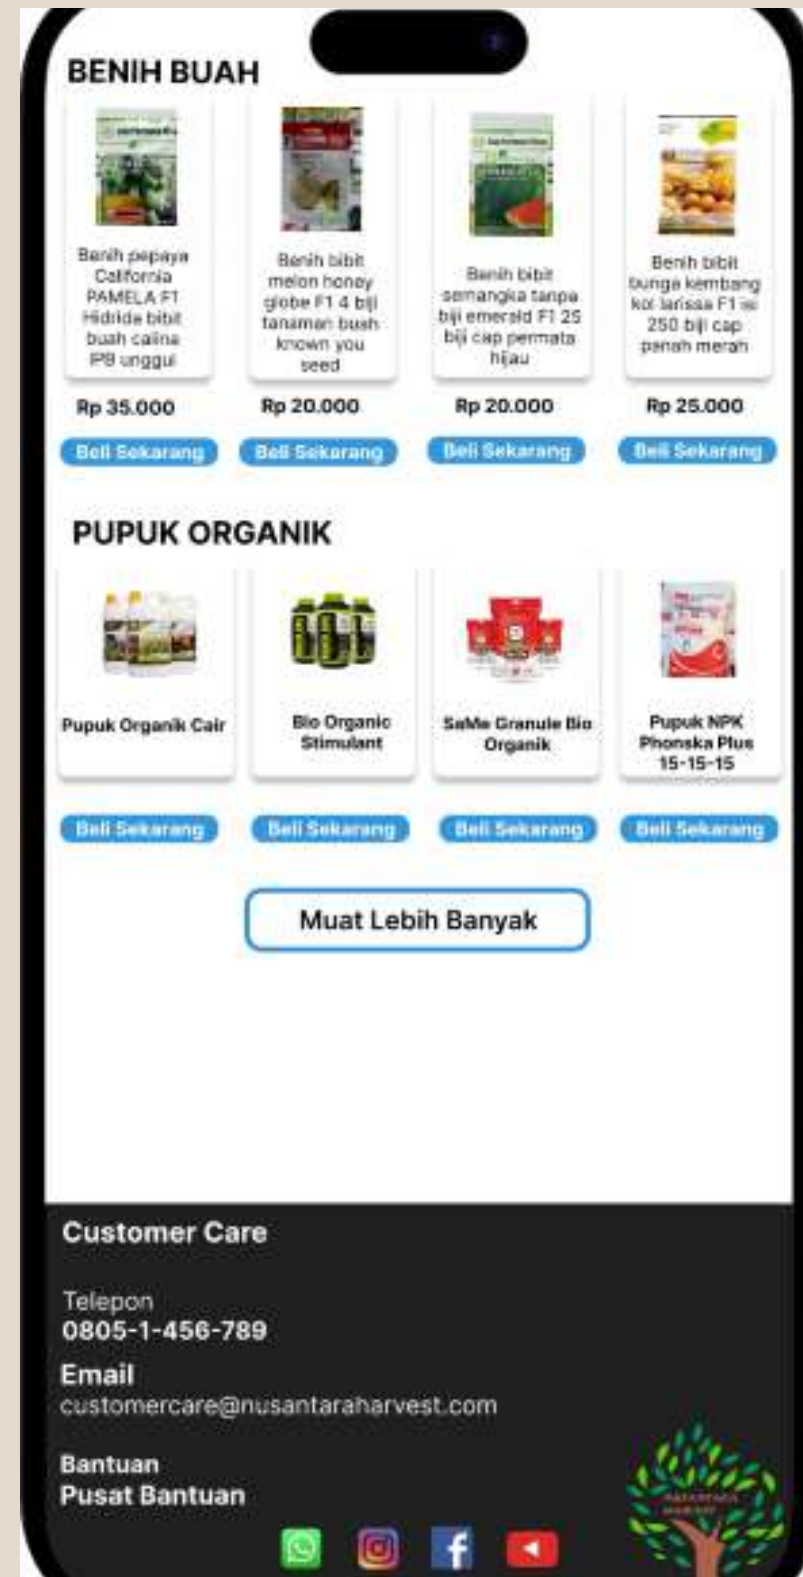 BENIH BUAH
Benih pepaya
California
PAMELA F1
Hidrida bibit
buah calina
IPB unggul
Benih bibit
melon honey
globe F1 4 biji
tanaman buah
known you
seed
Benih bibit
semangka tanpa
biji emerald F1 25
biji cap permata
hijau
Benih bibit
bunga kembang
kol larissa F1 isi
250 biji cap
panah merah
Rp 35.000
Rp 20.000
Rp 20.000
Rp 25.000
Beli Sekarang
Beli Sekarang
Beli Sekarang
Beli Sekarang
PUPUK ORGANIK
Pupuk Organik Cair
Bio Organic
Stimulant
SaMe Granule Bio
Organik
Pupuk NPK
Phonska Plus
15-15-15
Beli Sekarang
Beli Sekarang
Beli Sekarang
Beli Sekarang
Muat Lebih Banyak
Customer Care
Telepon
0805-1-456-789
Email
customercare@nusantaraharvest.com
Bantuan
Pusat Bantuan